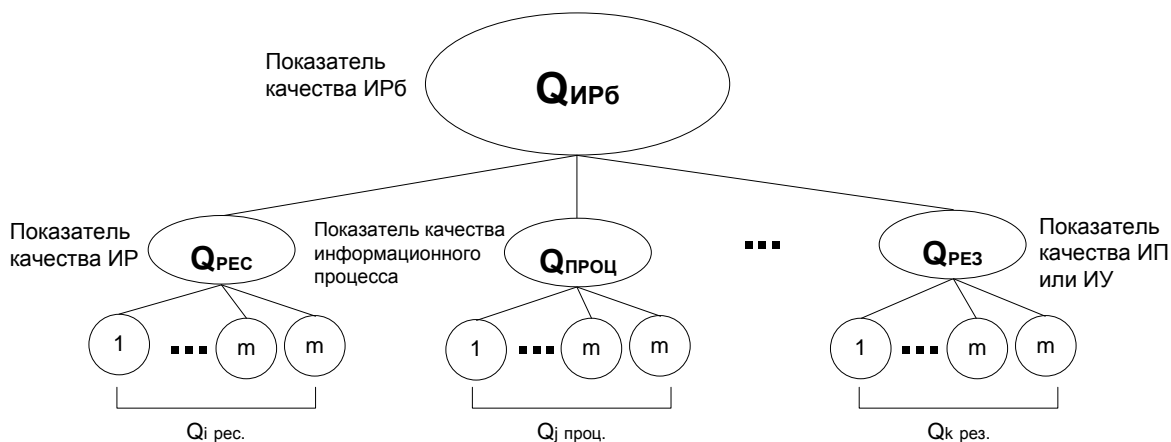 Показатель
качества ИРб
QИРб
Показатель
качества ИР
QРЕС
Показатель качества
информационного
процесса
QПРОЦ
QРЕЗ
Показатель
качества ИП
или ИУ
1
m
m
1
m
m
1
m
m
Qi рес.
Qj проц.
Qk рез.